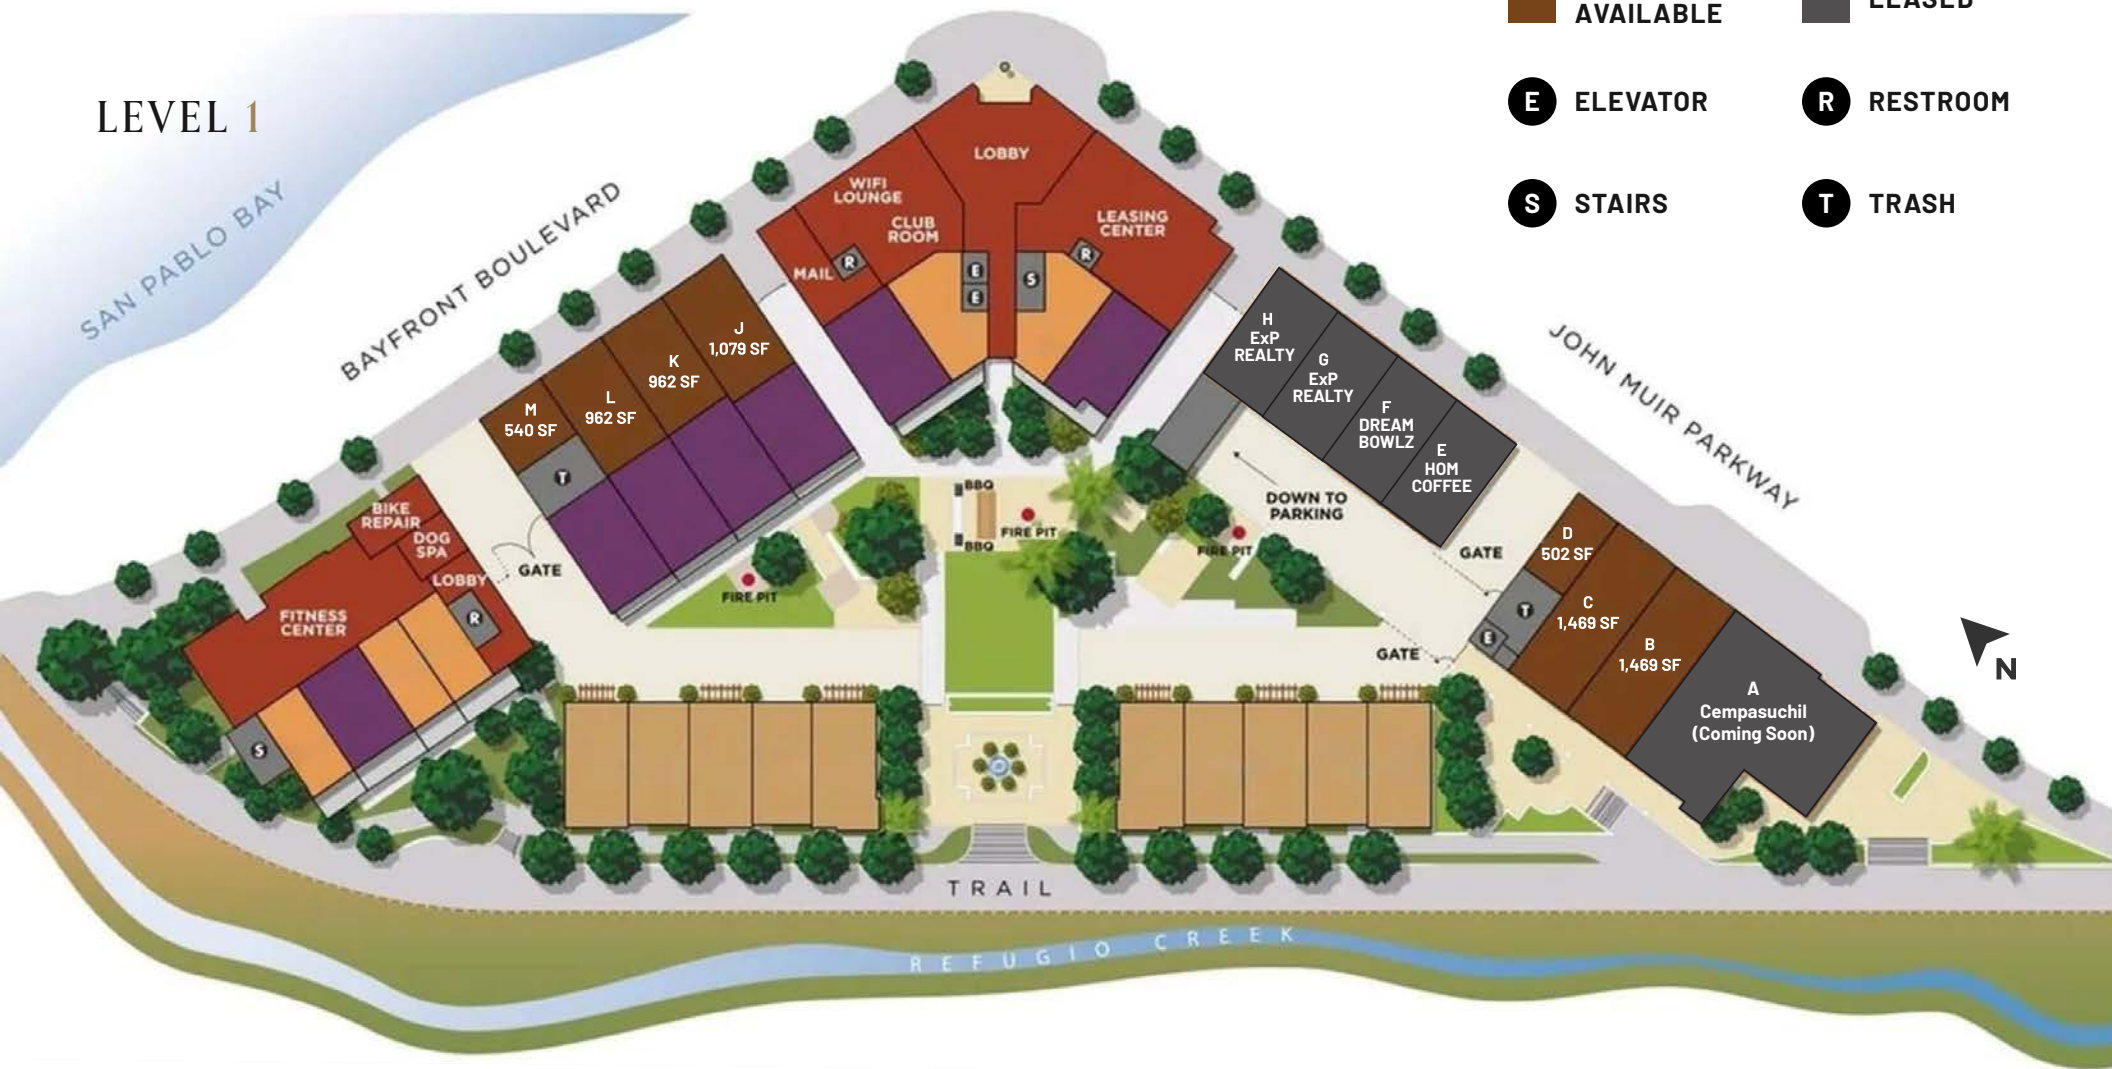 AVAILABLE
LEASED
E ELEVATOR
R RESTROOM
S STAIRS
T TRASH
LEVEL 1
SAN PABLO BAY
BAYFRONT BOULEVARD
JOHN MUIR PARKWAY
LOBBY
WIFI
LOUNGE
CLUB
ROOM
LEASING
CENTER
MAIL
R
R
E
E
S
J
1,079 SF
K
962 SF
L
962 SF
M
540 SF
T
H
ExP
REALTY
G
ExP
REALTY
F
DREAM
BOWLZ
E
HOM
COFFEE
DOWN TO
PARKING
BBQ
BBQ
FIRE PIT
FIRE PIT
FIRE PIT
GATE
GATE
GATE
BIKE
REPAIR
DOG
SPA
LOBBY
R
FITNESS
CENTER
S
D
502 SF
T
E
C
1,469 SF
B
1,469 SF
A
Cempasuchil
(Coming Soon)
N
TRAIL
REFUGIO CREEK